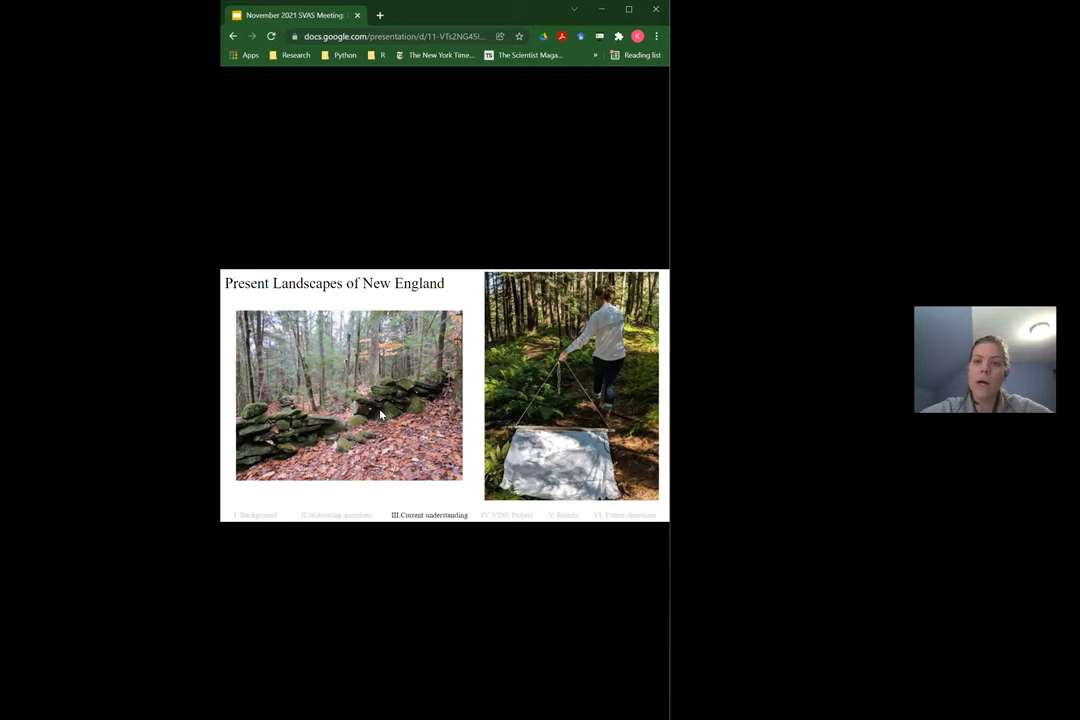 November 2021 SVAS Meeting:
docs.google.com/presentation/d/11-VTs2NG45I...
K
Apps
Research
Python
R
The New York Time...
TS The Scientist Maga...
»
Reading list
Present Landscapes of New England
I. Background
II.Motivating questions
III.Current understanding
IV. VINS Project
V. Results
VI. Future directions